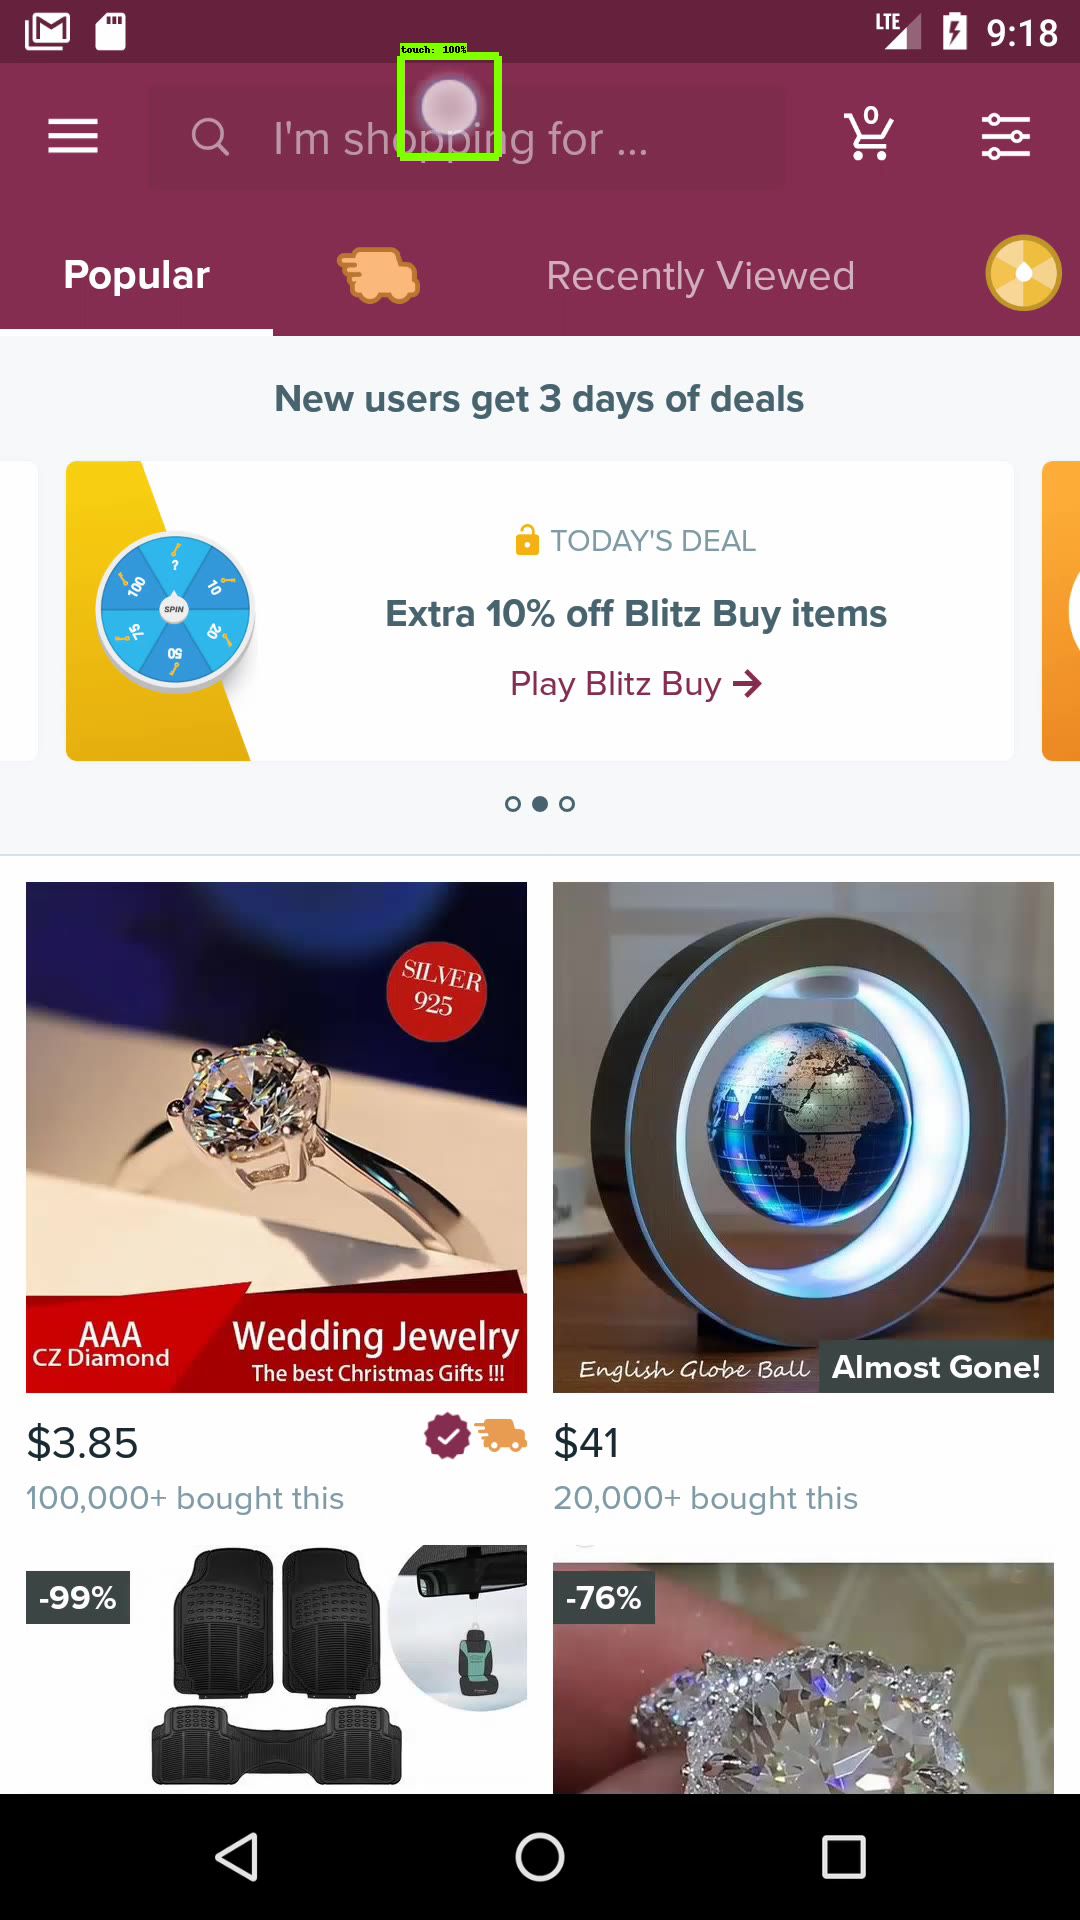 9:18
LTE
touch: 100%
I'm shopping for ...
0
Popular
Recently Viewed
New users get 3 days of deals
TODAY'S DEAL
Extra 10% off Blitz Buy items
Play Blitz Buy
?
10
20
50
75
100
SPIN
SILVER
925
AAA
CZ Diamond
Wedding Jewelry
The best Christmas Gifts !!!
English Globe Ball
Almost Gone!
$3.85
100,000+ bought this
$41
20,000+ bought this
-99%
-76%